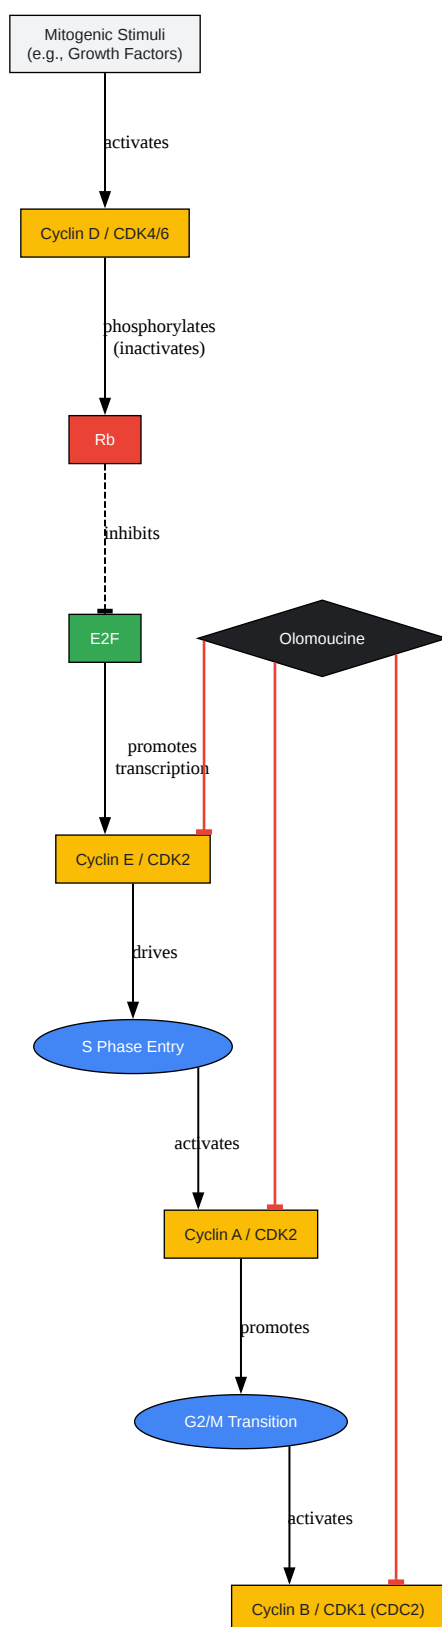 Mitogenic Stimuli
(e.g., Growth Factors)
activates
Cyclin D / CDK4/6
phosphorylates
(inactivates)
Rb
inhibits
E2F
Olomoucine
promotes
transcription
Cyclin E / CDK2
drives
S Phase Entry
activates
Cyclin A / CDK2
promotes
G2/M Transition
activates
Cyclin B / CDK1 (CDC2)